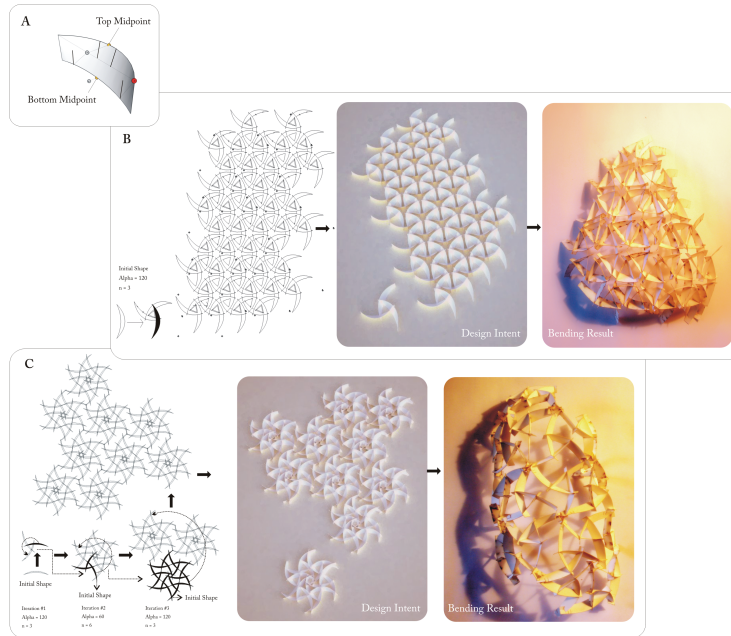 A
Top Midpoint
Bottom Midpoint
B
Initial Shape
Alpha = 120
n = 3
Design Intent
Bending Result
C
Initial Shape
Initial Shape
Initial Shape
Iteration #1
Alpha = 120
n = 3
Iteration #2
Alpha = 60
n = 6
Iteration #3
Alpha = 120
n = 3
Design Intent
Bending Result